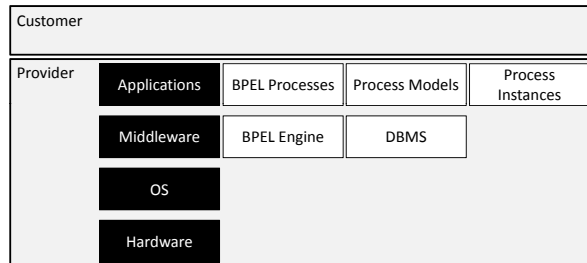 Customer
Provider
Applications
BPEL Processes
Process Models
Process
Instances
Middleware
BPEL Engine
DBMS
OS
Hardware